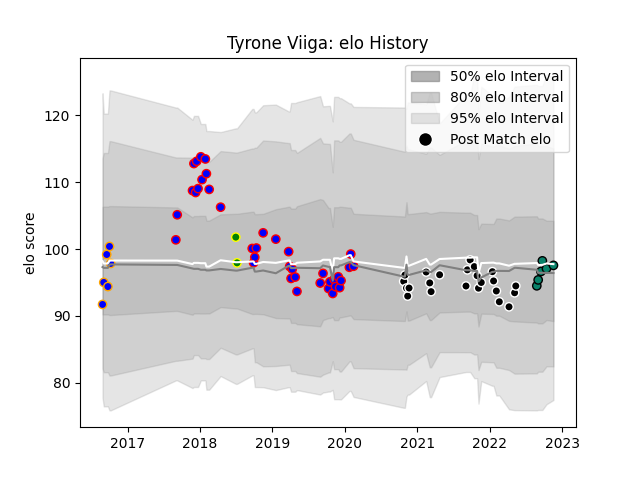 Tyrone Viiga: elo History
50% elo Interval
80% elo Interval
95% elo Interval
Post Match elo
elo score
120
110
100
90
80
2017 2018 2019 2020 2021 2022 2023